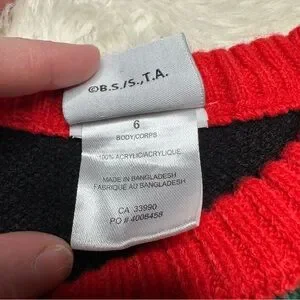 ©B.S./S.,T.A.
6
BODY/CORPS
100% ACRYLIC/ACRYLIQUE
MADE IN BANGLADESH
FABRIQUÉ AU BANGLADESH
CA 33990
PO # 4008458